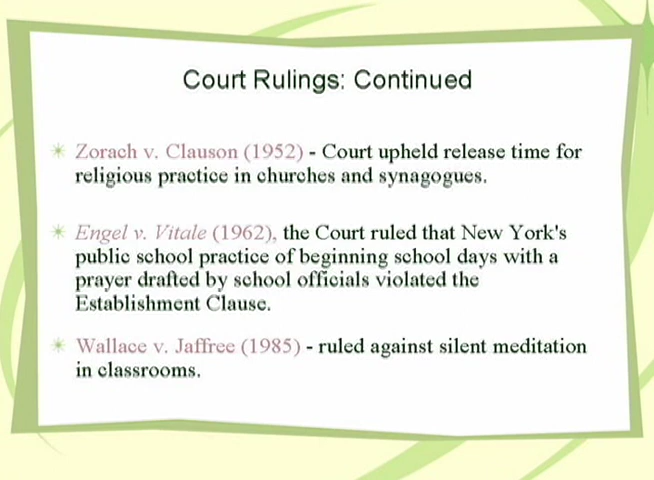 Court Rulings: Continued
Zorach v. Clauson (1952) - Court upheld release time for
religious practice in churches and synagogues.
Engel v. Vitale (1962), the Court ruled that New York's
public school practice of beginning school days with a
prayer drafted by school officials violated the
Establishment Clause.
Wallace v. Jaffree (1985) - ruled against silent meditation
in classrooms.